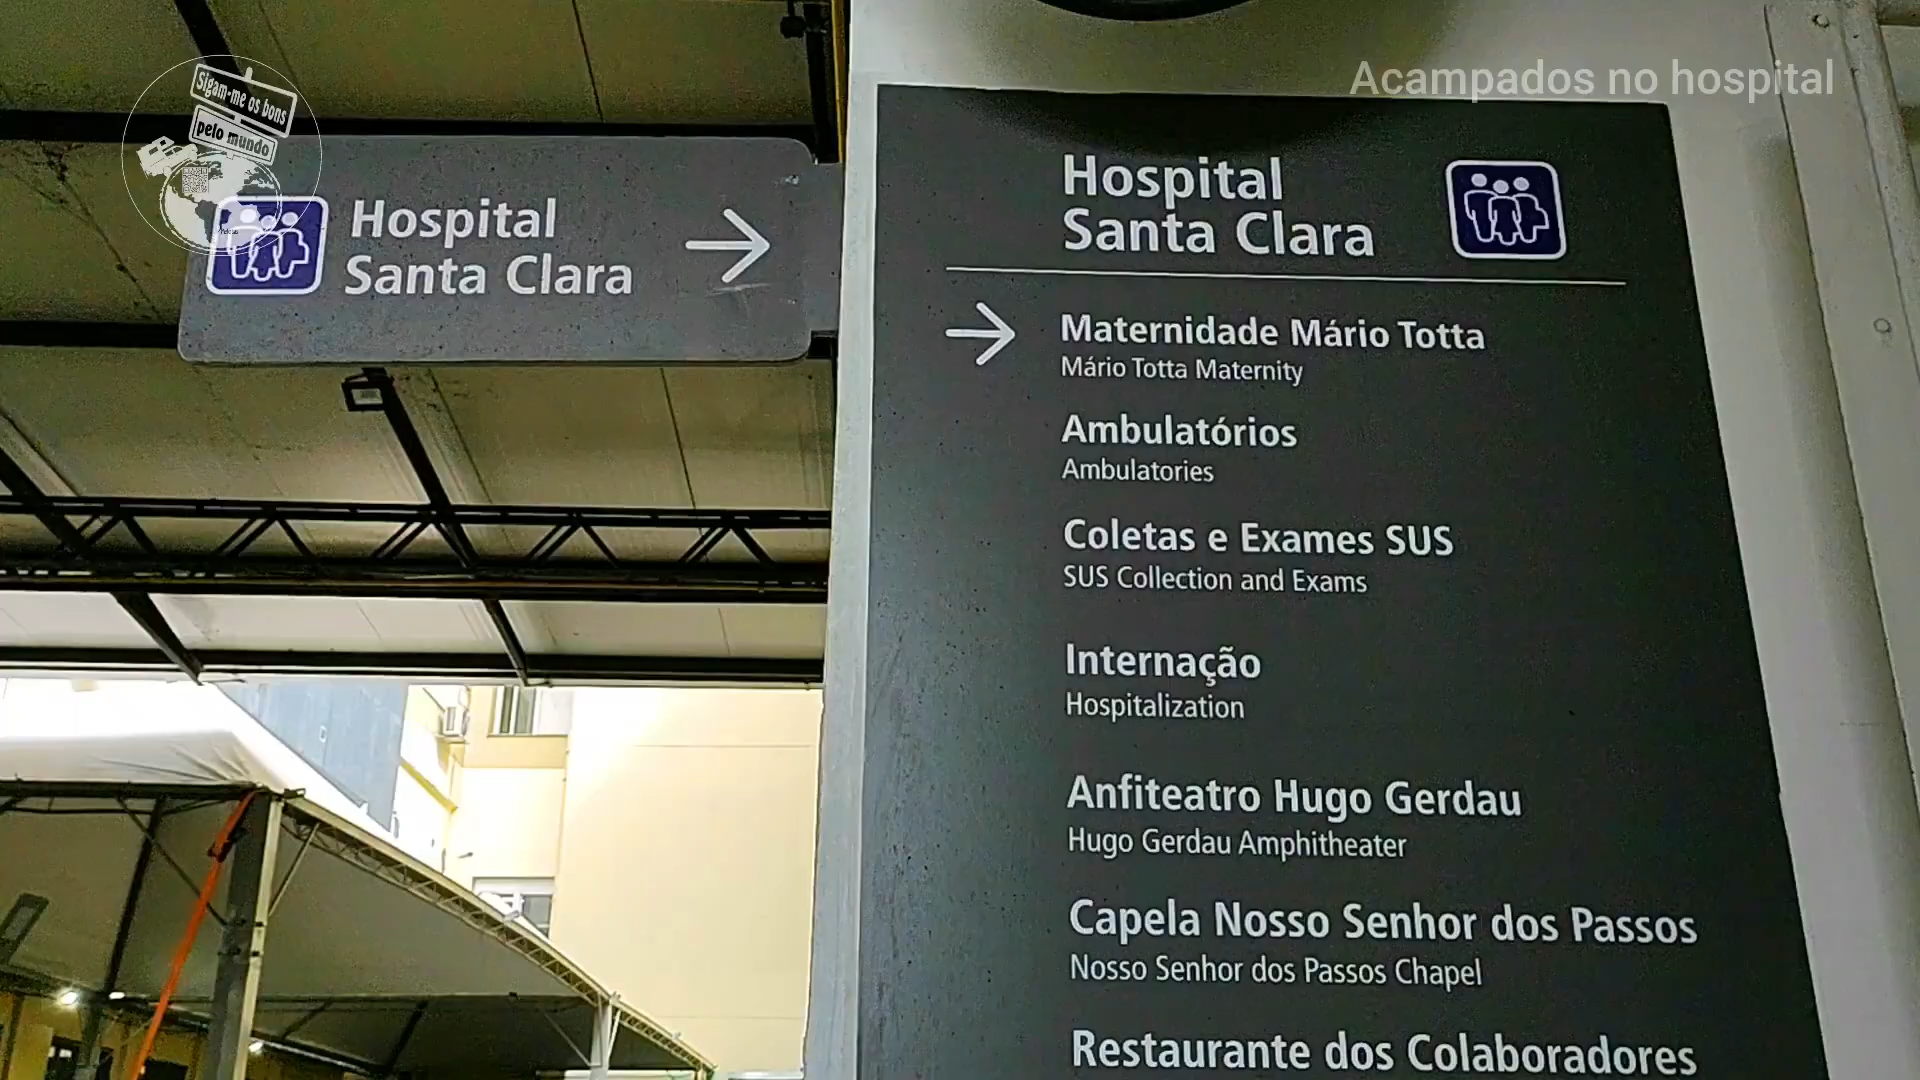 Acampados no hospital
Sigam-me os bons
pelo mundo
Hospital
Santa Clara
Hospital
Santa Clara
Maternidade Mário Totta
Mário Totta Maternity
Ambulatórios
Ambulatories
Coletas e Exames SUS
SUS Collection and Exams
Internação
Hospitalization
Anfiteatro Hugo Gerdau
Hugo Gerdau Amphitheater
Capela Nosso Senhor dos Passos
Nosso Senhor dos Passos Chapel
Restaurante dos Colaboradores